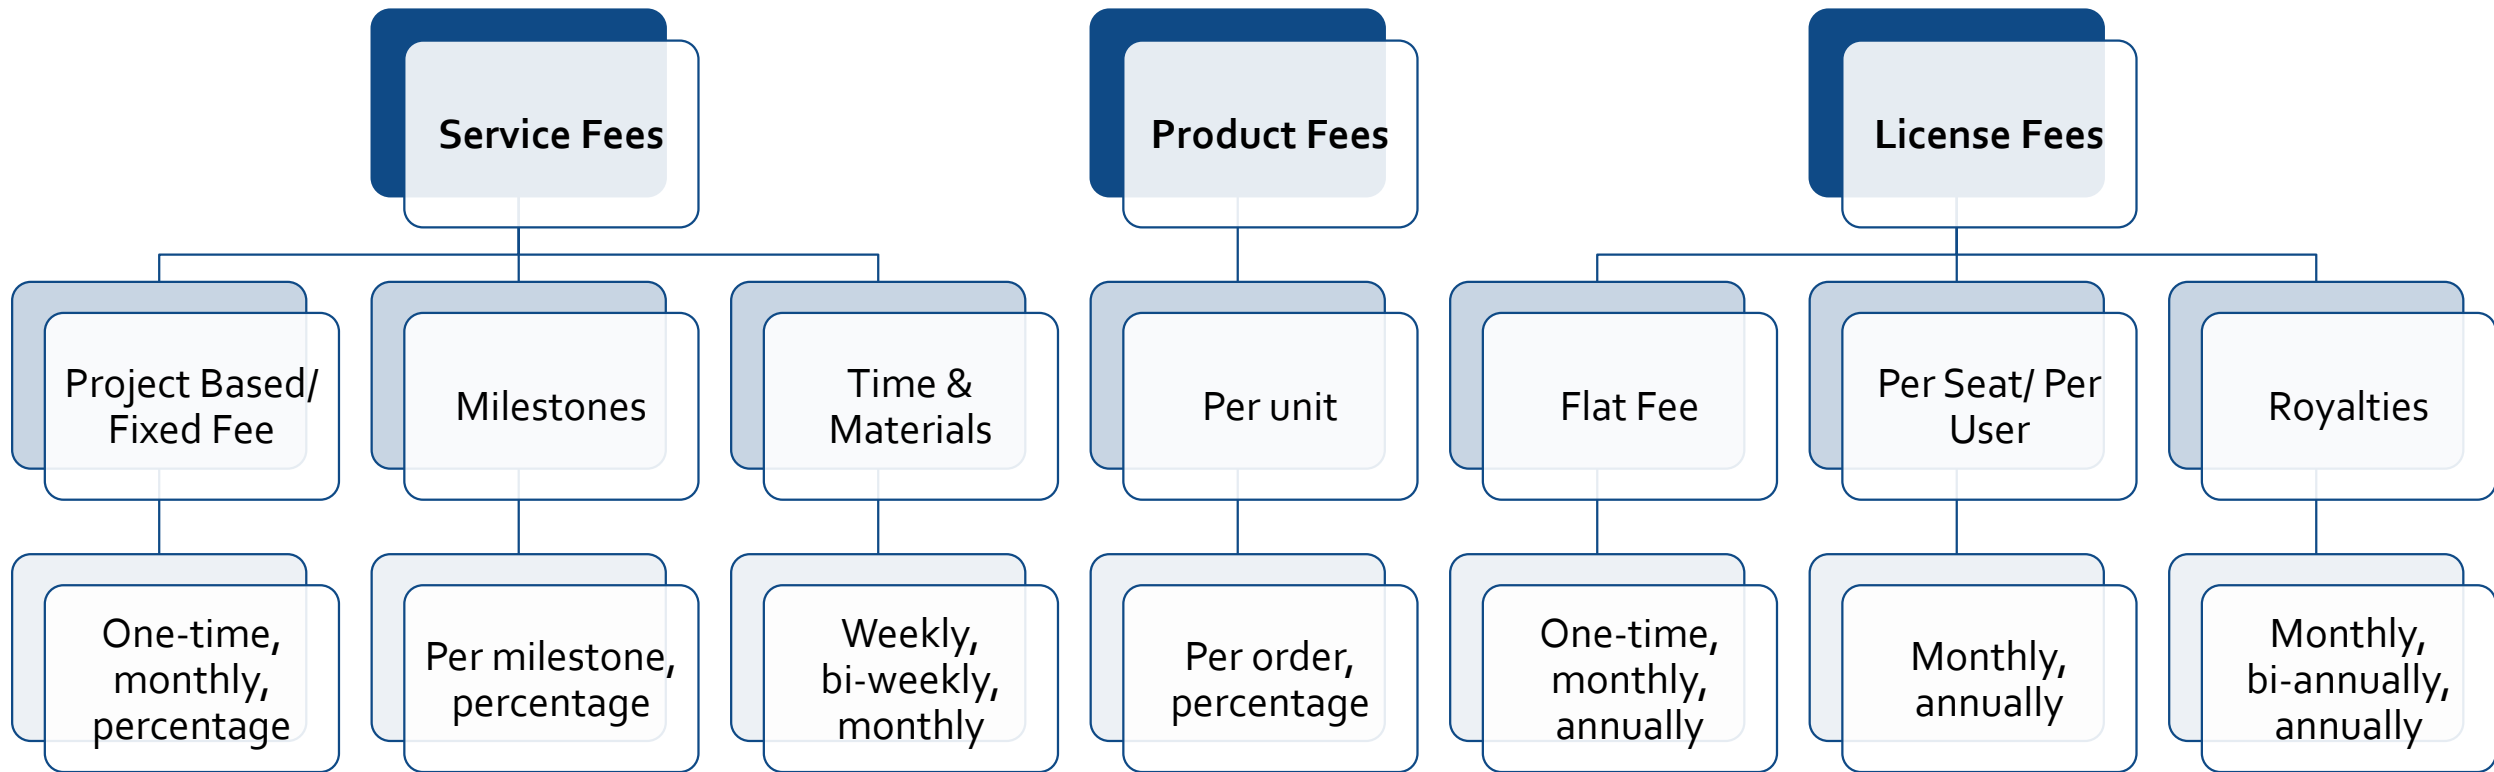 Service Fees
Product Fees
License Fees
Project Based/
Fixed Fee
Milestones
Time &
Materials
Per unit
Flat Fee
Per Seat/ Per
User
Royalties
One-time,
monthly,
percentage
Per milestone,
percentage
Weekly,
bi-weekly,
monthly
Per order,
percentage
One-time,
monthly,
annually
Monthly,
annually
Monthly,
bi-annually,
annually